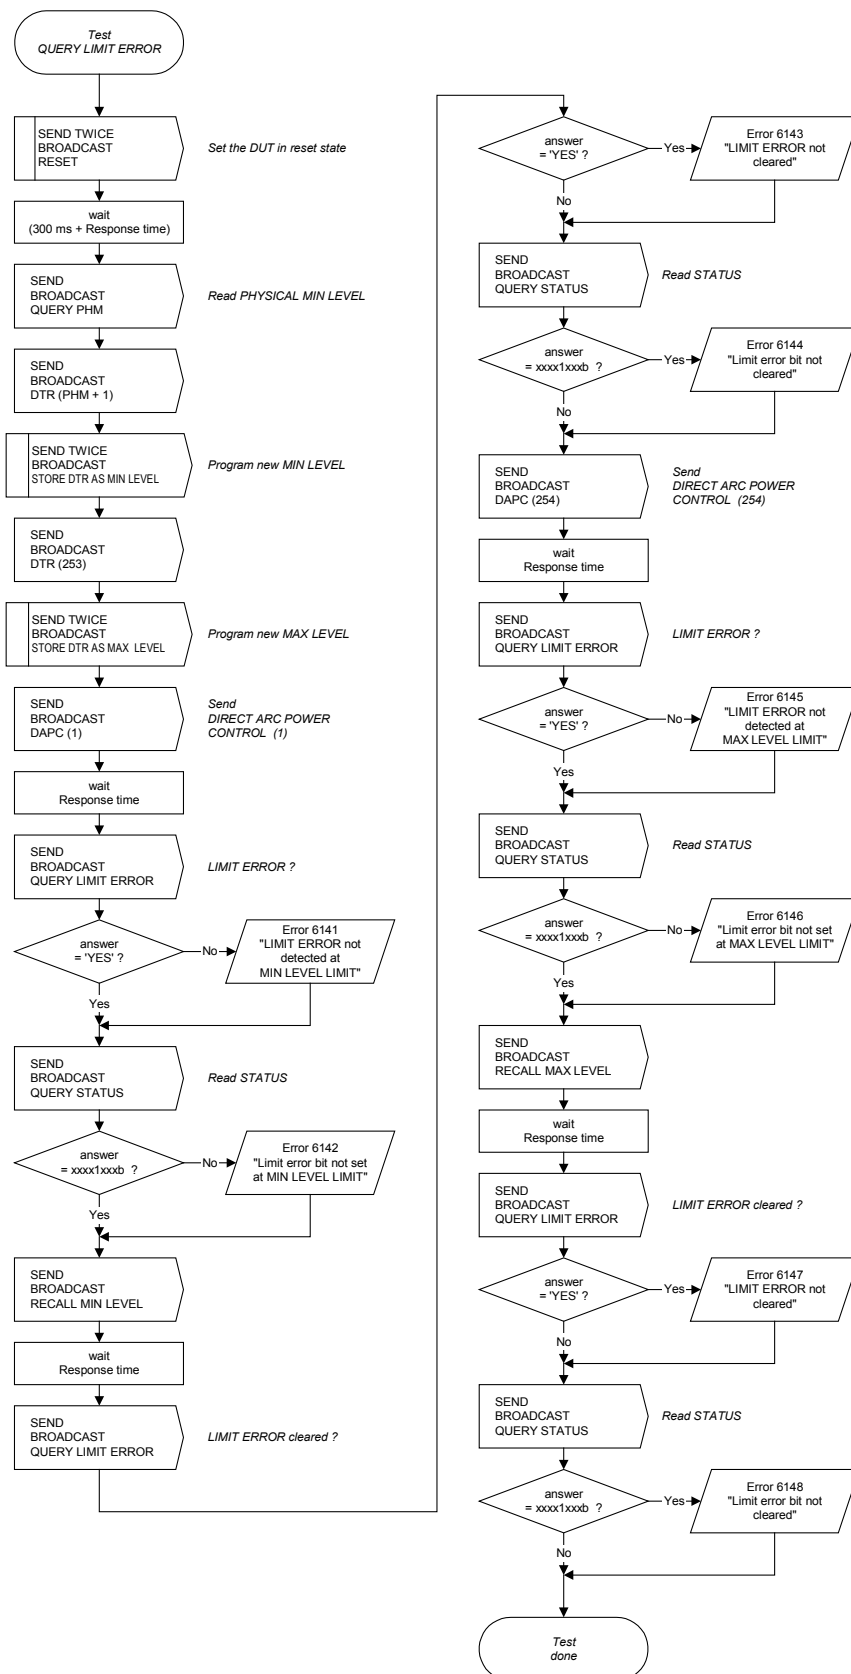 Test
QUERY LIMIT ERROR
SEND TWICE
BROADCAST
RESET
Set the DUT in reset state
wait
(300 ms + Response time)
SEND
BROADCAST
QUERY PHM
Read PHYSICAL MIN LEVEL
SEND
BROADCAST
DTR (PHM + 1)
SEND TWICE
BROADCAST
STORE DTR AS MIN LEVEL
Program new MIN LEVEL
SEND
BROADCAST
DTR (253)
SEND TWICE
BROADCAST
STORE DTR AS MAX LEVEL
Program new MAX LEVEL
SEND
BROADCAST
DAPC (1)
Send
DIRECT ARC POWER
CONTROL (1)
wait
Response time
SEND
BROADCAST
QUERY LIMIT ERROR
LIMIT ERROR ?
answer
= 'YES' ?
No
Error 6141
"LIMIT ERROR not
detected at
MIN LEVEL LIMIT"
Yes
SEND
BROADCAST
QUERY STATUS
Read STATUS
answer
= xxxx1xxxb ?
No
Error 6142
"Limit error bit not set
at MIN LEVEL LIMIT"
Yes
SEND
BROADCAST
RECALL MIN LEVEL
wait
Response time
SEND
BROADCAST
QUERY LIMIT ERROR
LIMIT ERROR cleared ?
answer
= 'YES' ?
Yes
Error 6143
"LIMIT ERROR not
cleared"
No
SEND
BROADCAST
QUERY STATUS
Read STATUS
answer
= xxxx1xxxb ?
Yes
Error 6144
"Limit error bit not
cleared"
No
SEND
BROADCAST
DAPC (254)
Send
DIRECT ARC POWER
CONTROL (254)
wait
Response time
SEND
BROADCAST
QUERY LIMIT ERROR
LIMIT ERROR ?
answer
= 'YES' ?
No
Error 6145
"LIMIT ERROR not
detected at
MAX LEVEL LIMIT"
Yes
SEND
BROADCAST
QUERY STATUS
Read STATUS
answer
= xxxx1xxxb ?
No
Error 6146
"Limit error bit not set
at MAX LEVEL LIMIT"
Yes
SEND
BROADCAST
RECALL MAX LEVEL
wait
Response time
SEND
BROADCAST
QUERY LIMIT ERROR
LIMIT ERROR cleared ?
answer
= 'YES' ?
Yes
Error 6147
"LIMIT ERROR not
cleared"
No
SEND
BROADCAST
QUERY STATUS
Read STATUS
answer
= xxxx1xxxb ?
Yes
Error 6148
"Limit error bit not
cleared"
No
Test
done